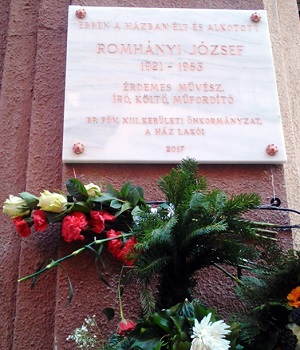 EBBEN A HÁZBAN ÉLT ÉS ALKOTOTT
ROMHÁNYI JÓZSEF
1921 - 1983
ÉRDEMES MŰVÉSZ,
ÍRÓ, KÖLTŐ, MŰFORDÍTÓ
BP. FŐV. XIII. KERÜLETI ÖNKORMÁNYZAT,
A HÁZ LAKÓI
2017